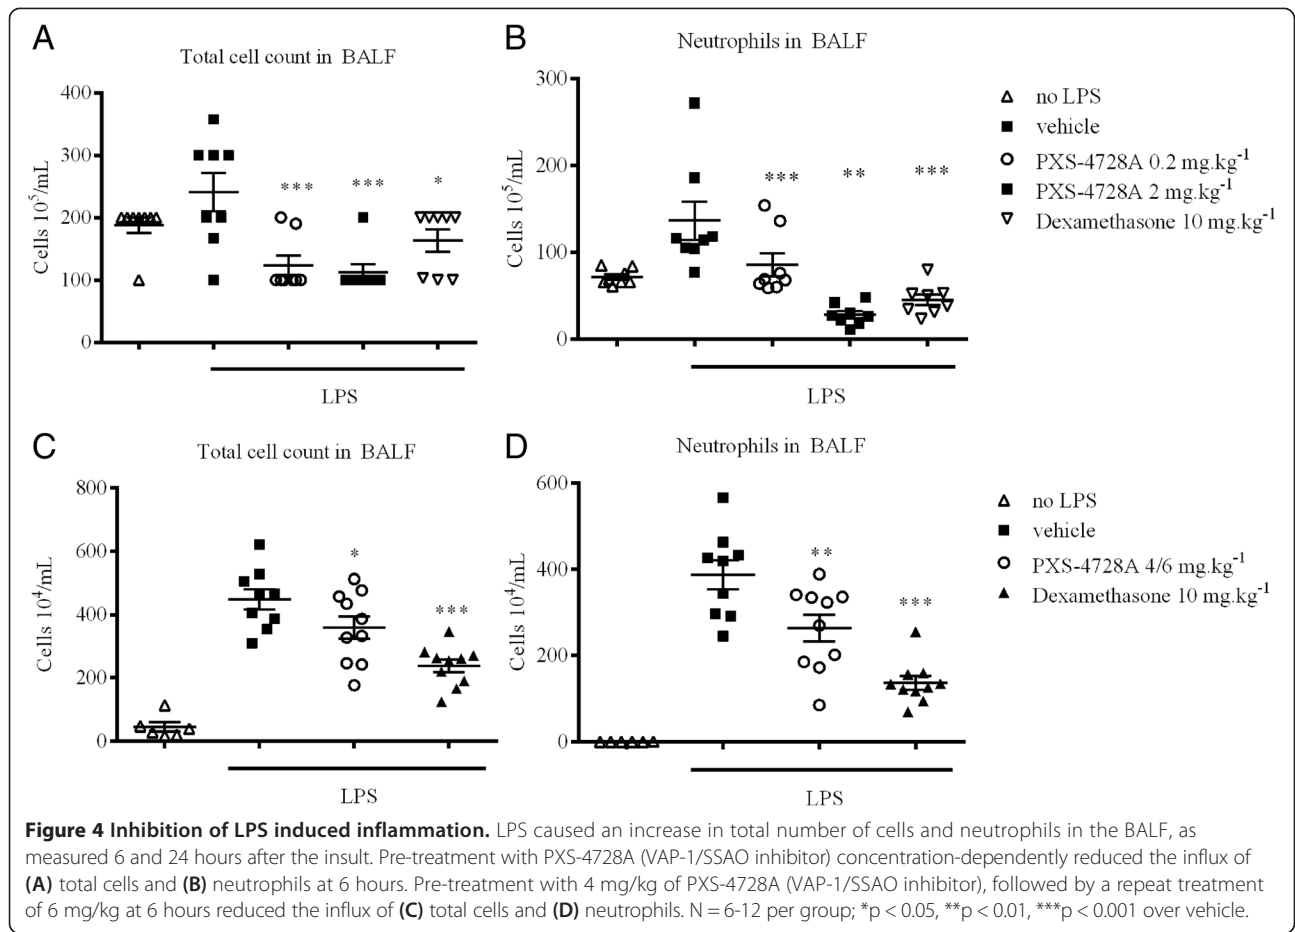 A
Total cell count in BALF
Cells 10⁵/mL
400
300
200
100
0
***
***
*
LPS
B
Neutrophils in BALF
Cells 10⁵/mL
300
200
100
0
***
**
***
LPS
no LPS
vehicle
PXS-4728A 0.2 mg.kg⁻¹
PXS-4728A 2 mg.kg⁻¹
Dexamethasone 10 mg.kg⁻¹
C
Total cell count in BALF
Cells 10⁴/mL
800
600
400
200
0
*
***
LPS
D
Neutrophils in BALF
Cells 10⁴/mL
600
400
200
0
**
***
LPS
no LPS
vehicle
PXS-4728A 4/6 mg.kg⁻¹
Dexamethasone 10 mg.kg⁻¹
Figure 4 Inhibition of LPS induced inflammation. LPS caused an increase in total number of cells and neutrophils in the BALF, as
measured 6 and 24 hours after the insult. Pre-treatment with PXS-4728A (VAP-1/SSAO inhibitor) concentration-dependently reduced the influx of
(A) total cells and (B) neutrophils at 6 hours. Pre-treatment with 4 mg/kg of PXS-4728A (VAP-1/SSAO inhibitor), followed by a repeat treatment
of 6 mg/kg at 6 hours reduced the influx of (C) total cells and (D) neutrophils. N = 6-12 per group; *p < 0.05, **p < 0.01, ***p < 0.001 over vehicle.